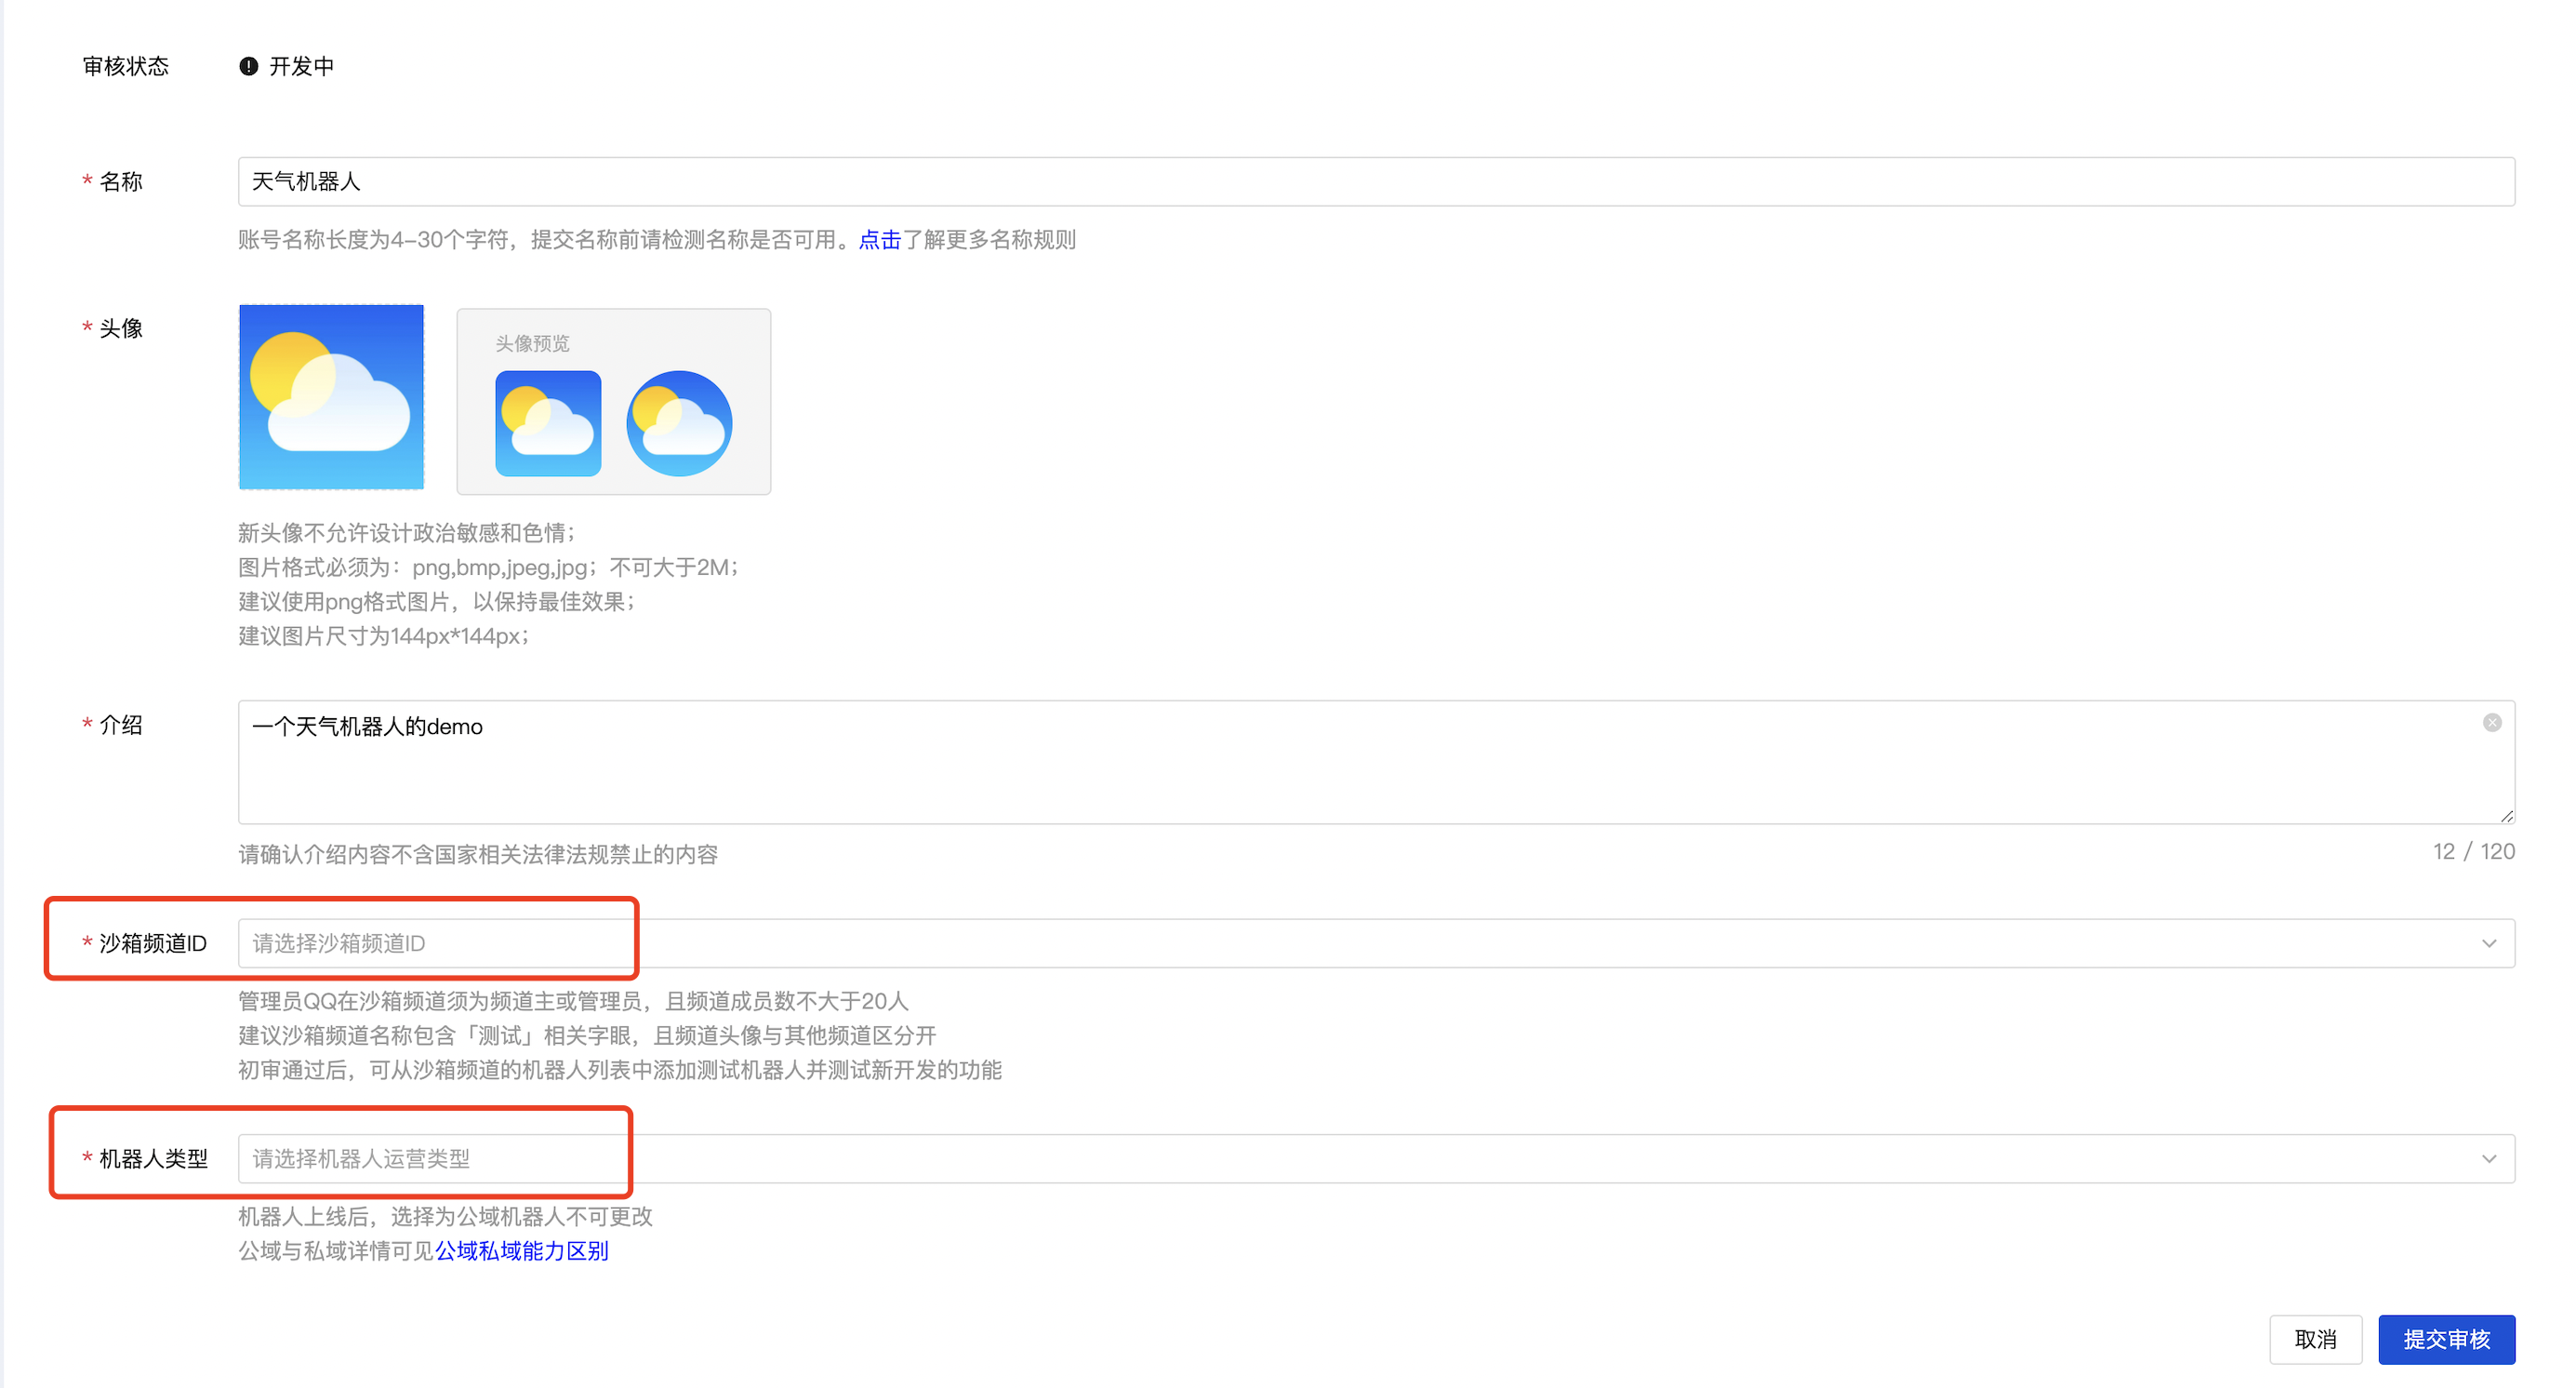 审核状态 开发中
* 名称 天气机器人
账号名称长度为4-30个字符，提交名称前请检测名称是否可用。点击了解更多名称规则
* 头像
头像预览
新头像不允许设计政治敏感和色情；
图片格式必须为：png,bmp,jpeg,jpg；不可大于2M；
建议使用png格式图片，以保持最佳效果；
建议图片尺寸为144px*144px；
* 介绍 一个天气机器人的demo
请确认介绍内容不含国家相关法律法规禁止的内容 12 / 120
* 沙箱频道ID 请选择沙箱频道ID
管理员QQ在沙箱频道须为频道主或管理员，且频道成员数不大于20人
建议沙箱频道名称包含「测试」相关字眼，且频道头像与其他频道区分开
初审通过后，可从沙箱频道的机器人列表中添加测试机器人并测试新开发的功能
* 机器人类型 请选择机器人运营类型
机器人上线后，选择为公域机器人不可更改
公域与私域详情可见公域私域能力区别
取消 提交审核